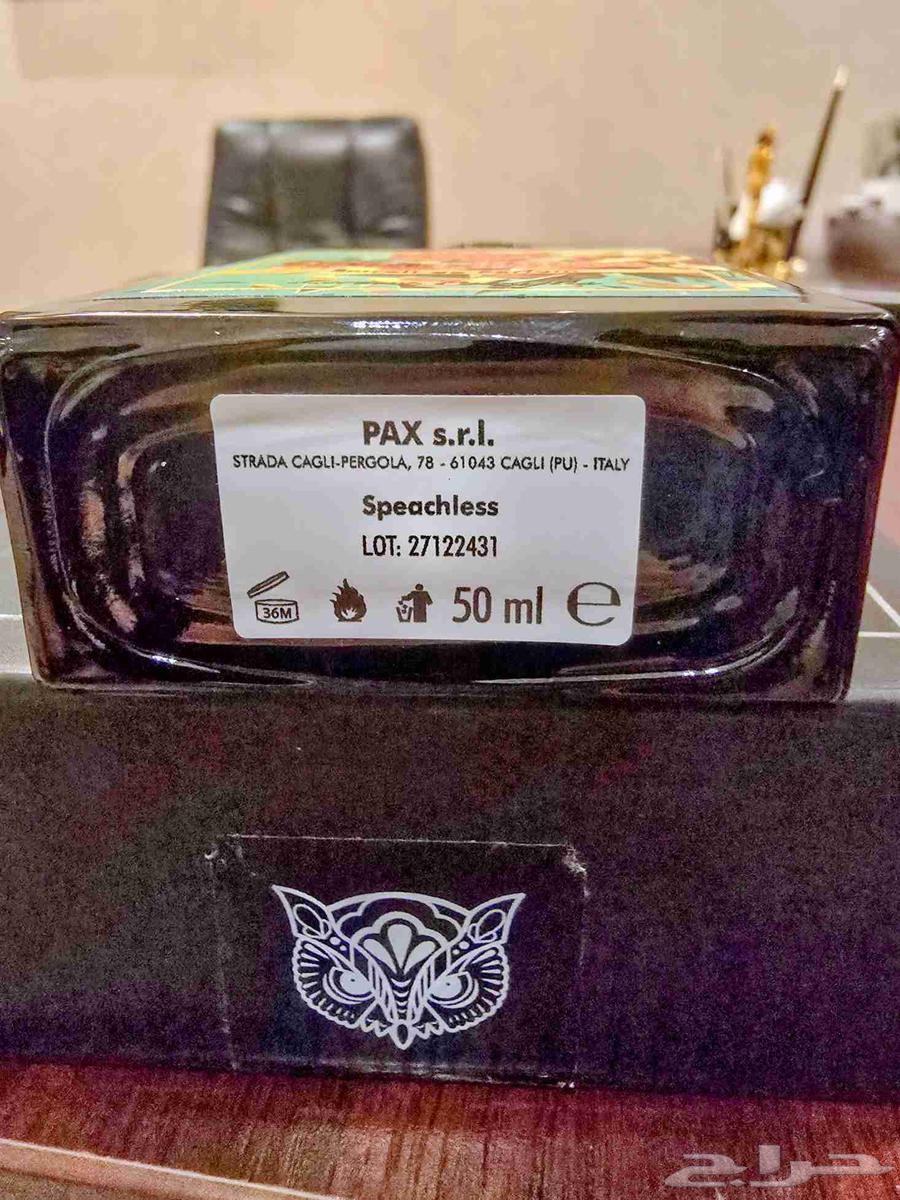 PAX s.r.l.
STRADA CAGLI-PERGOLA, 78 - 61043 CAGLI (PU) - ITALY
Speachless
LOT: 27122431
36M 50 ml e
حراج